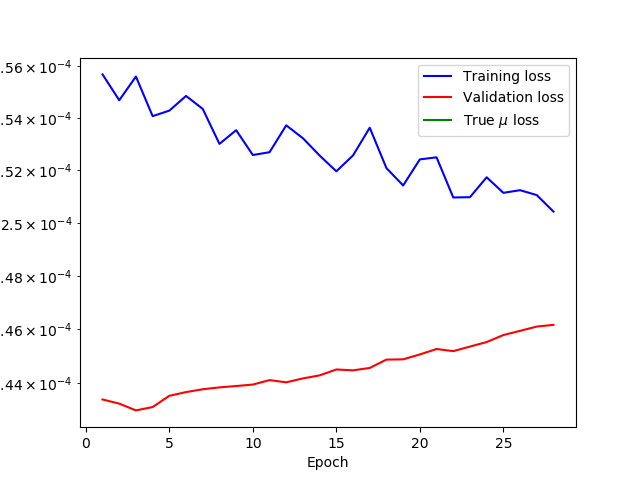 .56 × 10⁻⁴
.54 × 10⁻⁴
.52 × 10⁻⁴
2.5 × 10⁻⁴
.48 × 10⁻⁴
.46 × 10⁻⁴
.44 × 10⁻⁴
Training loss
Validation loss
True μ loss
0 5 10 15 20 25
Epoch